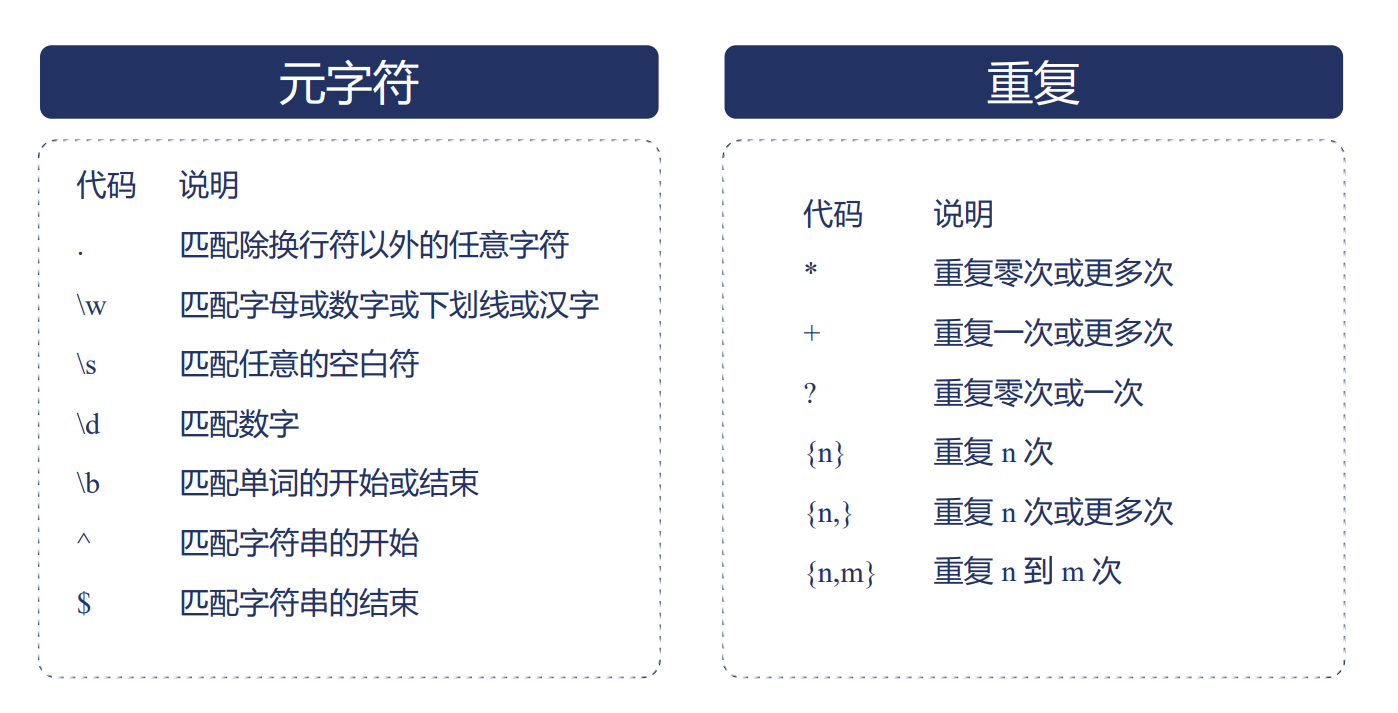 元字符
代码 说明
. 匹配除换行符以外的任意字符
\w 匹配字母或数字或下划线或汉字
\s 匹配任意的空白符
\d 匹配数字
\b 匹配单词的开始或结束
^ 匹配字符串的开始
$ 匹配字符串的结束
重复
代码 说明
* 重复零次或更多次
+ 重复一次或更多次
? 重复零次或一次
{n} 重复 n 次
{n,} 重复 n 次或更多次
{n,m} 重复 n 到 m 次